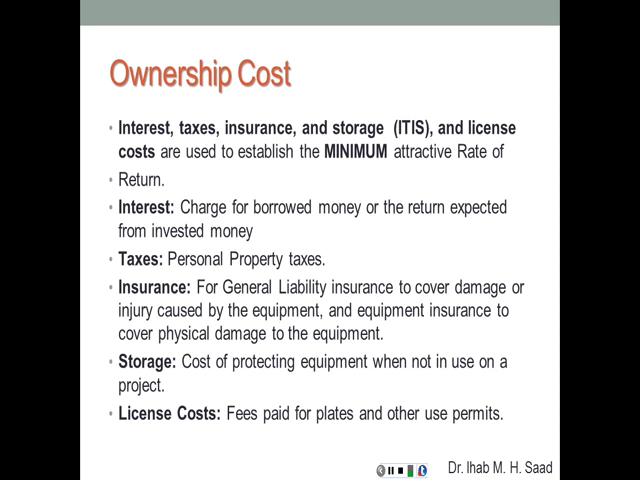 Ownership Cost
• Interest, taxes, insurance, and storage (ITIS), and license
costs are used to establish the MINIMUM attractive Rate of
• Return.
• Interest: Charge for borrowed money or the return expected
from invested money
• Taxes: Personal Property taxes.
• Insurance: For General Liability insurance to cover damage or
injury caused by the equipment, and equipment insurance to
cover physical damage to the equipment.
• Storage: Cost of protecting equipment when not in use on a
project.
• License Costs: Fees paid for plates and other use permits.
Dr. Ihab M. H. Saad